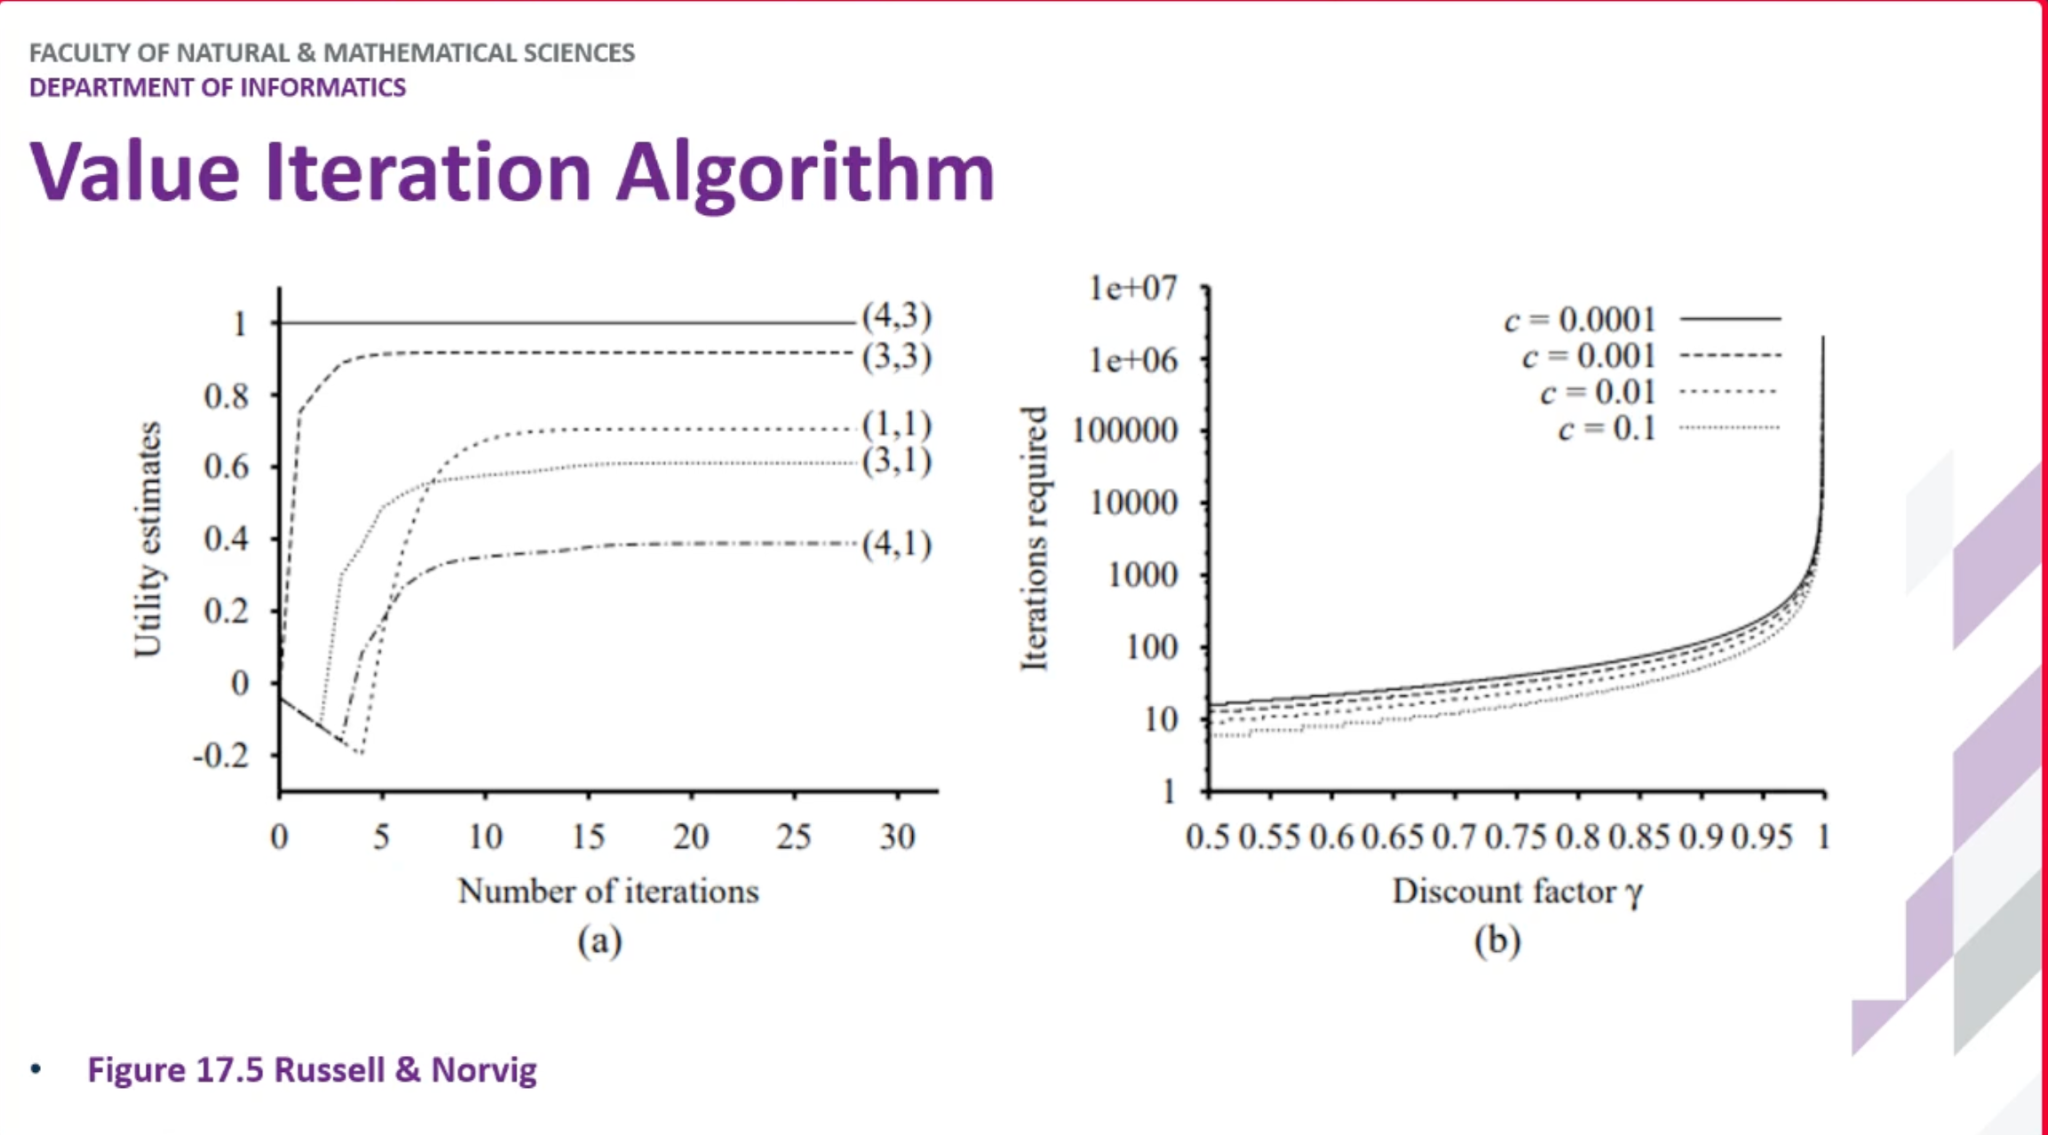 FACULTY OF NATURAL & MATHEMATICAL SCIENCES
DEPARTMENT OF INFORMATICS
Value Iteration Algorithm
Utility estimates
1
0.8
0.6
0.4
0.2
0
-0.2
(4,3)
(3,3)
(1,1)
(3,1)
(4,1)
0 5 10 15 20 25 30
Number of iterations
(a)
Iterations required
1e+07
1e+06
100000
10000
1000
100
10
1
c = 0.0001
c = 0.001
c = 0.01
c = 0.1
0.5 0.55 0.6 0.65 0.7 0.75 0.8 0.85 0.9 0.95 1
Discount factor γ
(b)
• Figure 17.5 Russell & Norvig